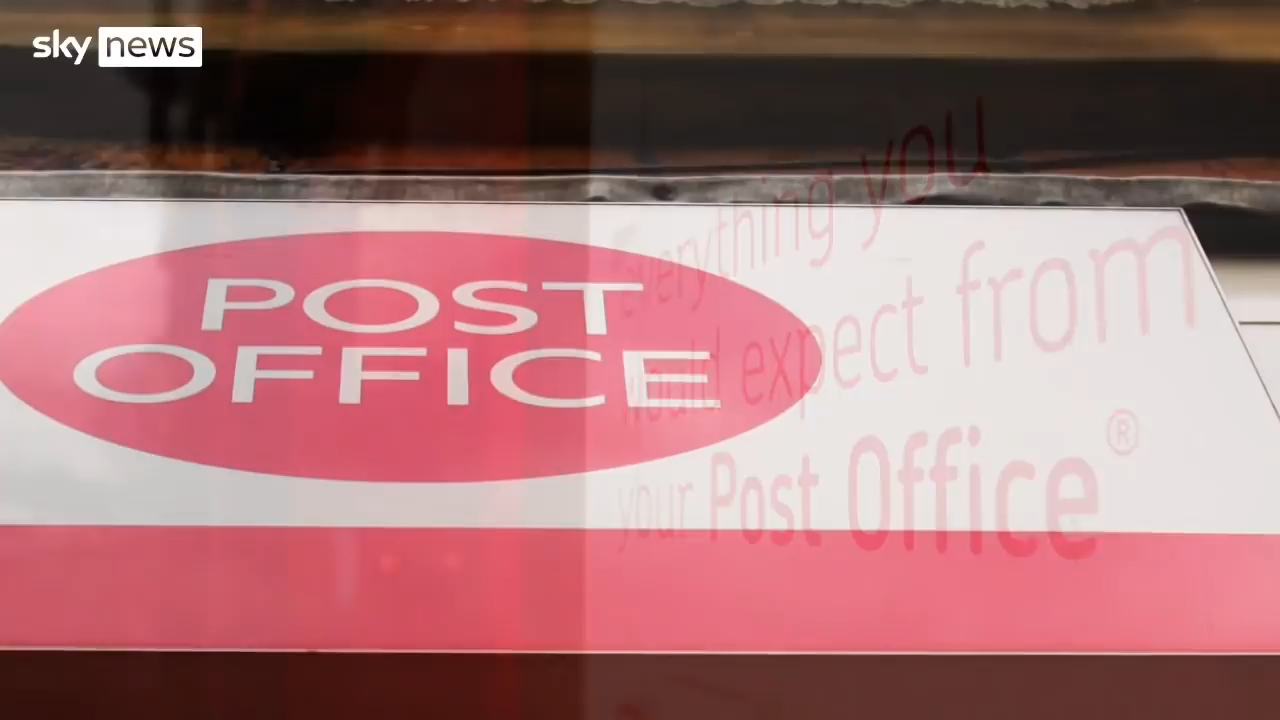 sky news
POST
OFFICE
Everything you
would expect from
your Post Office®